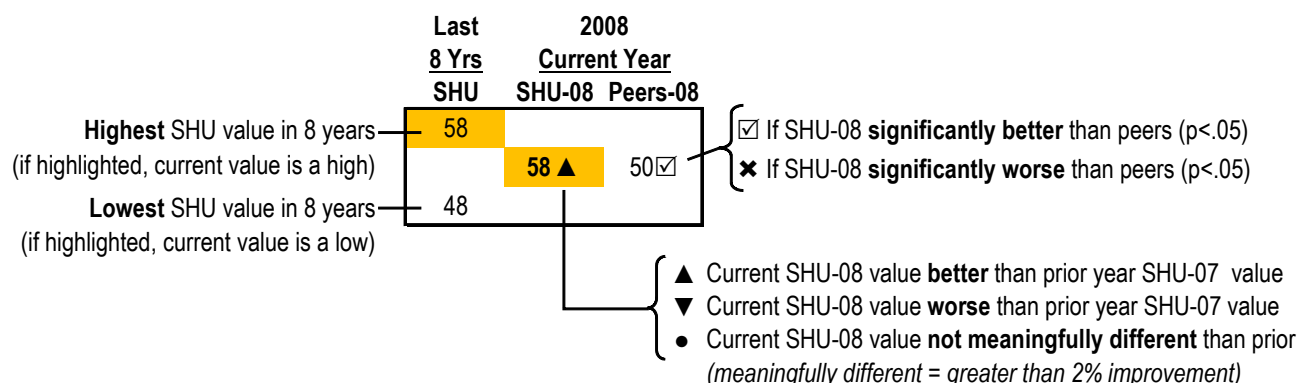 Last 2008
8 Yrs Current Year
SHU SHU-08 Peers-08
Highest SHU value in 8 years 58
(if highlighted, current value is a high)
58 ▲ 50☑
Lowest SHU value in 8 years 48
(if highlighted, current value is a low)
☑ If SHU-08 significantly better than peers (p<.05)
✖ If SHU-08 significantly worse than peers (p<.05)
▲ Current SHU-08 value better than prior year SHU-07 value
▼ Current SHU-08 value worse than prior year SHU-07 value
● Current SHU-08 value not meaningfully different than prior
(meaningfully different = greater than 2% improvement)